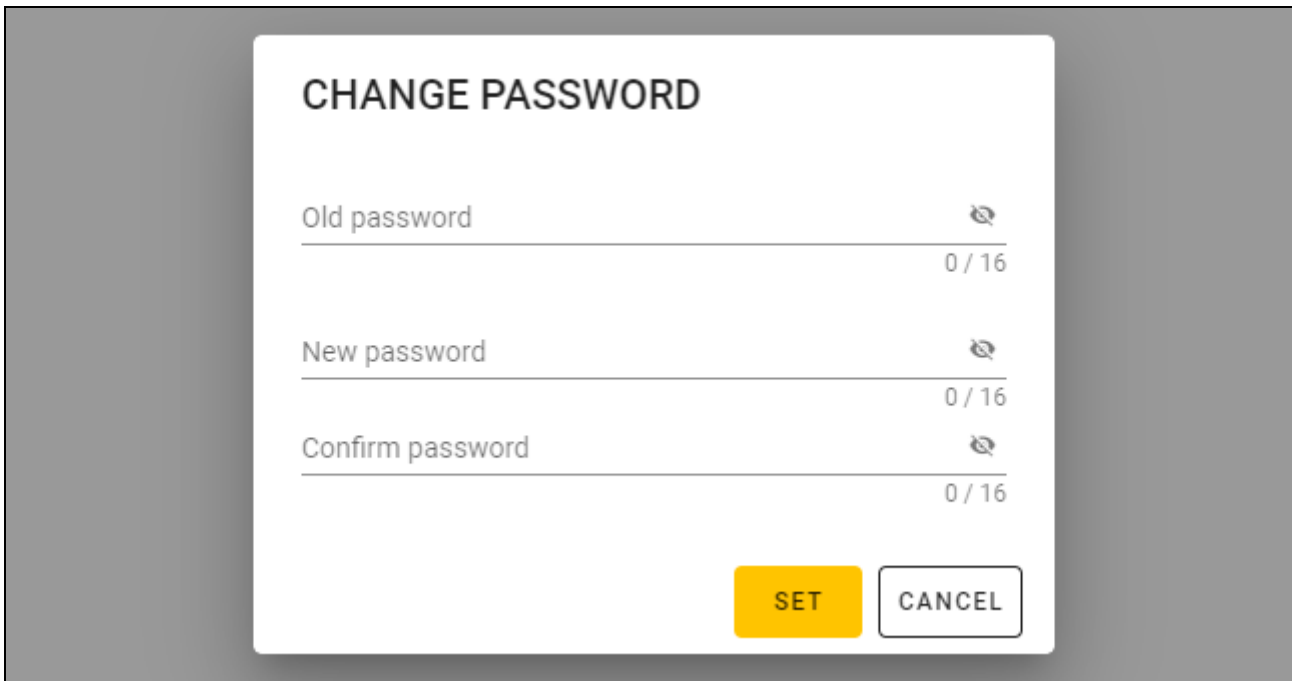 CHANGE PASSWORD
Old password
0 / 16
New password
0 / 16
Confirm password
0 / 16
SET CANCEL